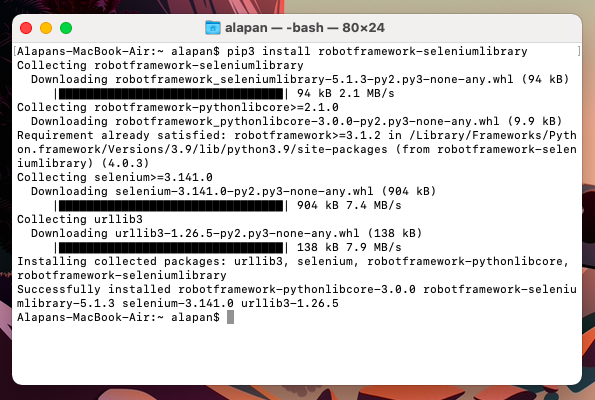 alapan — -bash — 80×24
[Alapans-MacBook-Air:~ alapan$ pip3 install robotframework-seleniumlibrary ]
Collecting robotframework-seleniumlibrary
  Downloading robotframework_seleniumlibrary-5.1.3-py2.py3-none-any.whl (94 kB)
     |████████████████████████████████| 94 kB 2.1 MB/s
Collecting robotframework-pythonlibcore>=2.1.0
  Downloading robotframework_pythonlibcore-3.0.0-py2.py3-none-any.whl (9.9 kB)
Requirement already satisfied: robotframework>=3.1.2 in /Library/Frameworks/Pyth
on.framework/Versions/3.9/lib/python3.9/site-packages (from robotframework-selen
iumlibrary) (4.0.3)
Collecting selenium>=3.141.0
  Downloading selenium-3.141.0-py2.py3-none-any.whl (904 kB)
     |████████████████████████████████| 904 kB 7.4 MB/s
Collecting urllib3
  Downloading urllib3-1.26.5-py2.py3-none-any.whl (138 kB)
     |████████████████████████████████| 138 kB 7.9 MB/s
Installing collected packages: urllib3, selenium, robotframework-pythonlibcore,
robotframework-seleniumlibrary
Successfully installed robotframework-pythonlibcore-3.0.0 robotframework-seleniu
mlibrary-5.1.3 selenium-3.141.0 urllib3-1.26.5
Alapans-MacBook-Air:~ alapan$